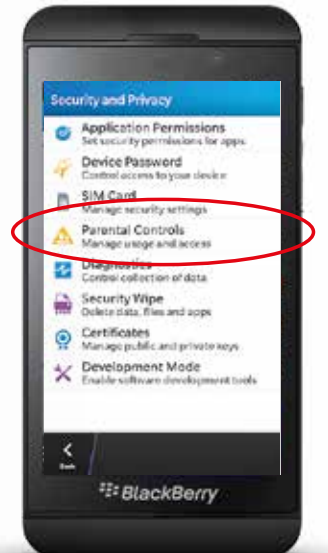 Security and Privacy
Application Permissions
Set security permissions for apps
Device Password
Control access to your device
SIM Card
Manage security settings
Parental Controls
Manage usage and access
Diagnostics
Control collection of data
Security Wipe
Delete data, files and apps
Certificates
Manage public and private keys
Development Mode
Enable software development tools
Back
BlackBerry